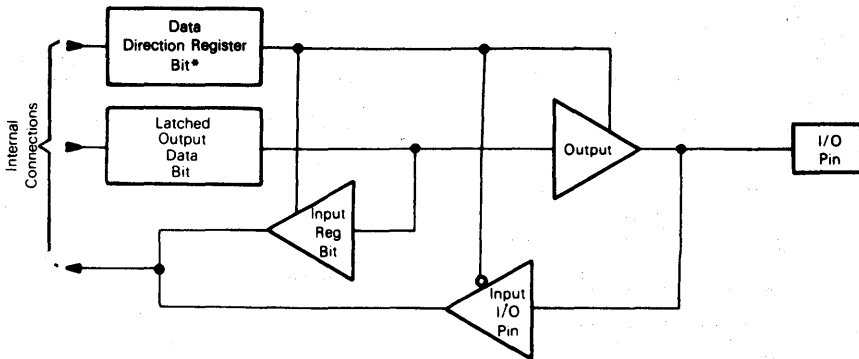 Data
Direction Register
Bit*
Latched
Output
Data
Bit
Internal
Connections
Output
I/O
Pin
Input
Reg
Bit
Input
I/O
Pin